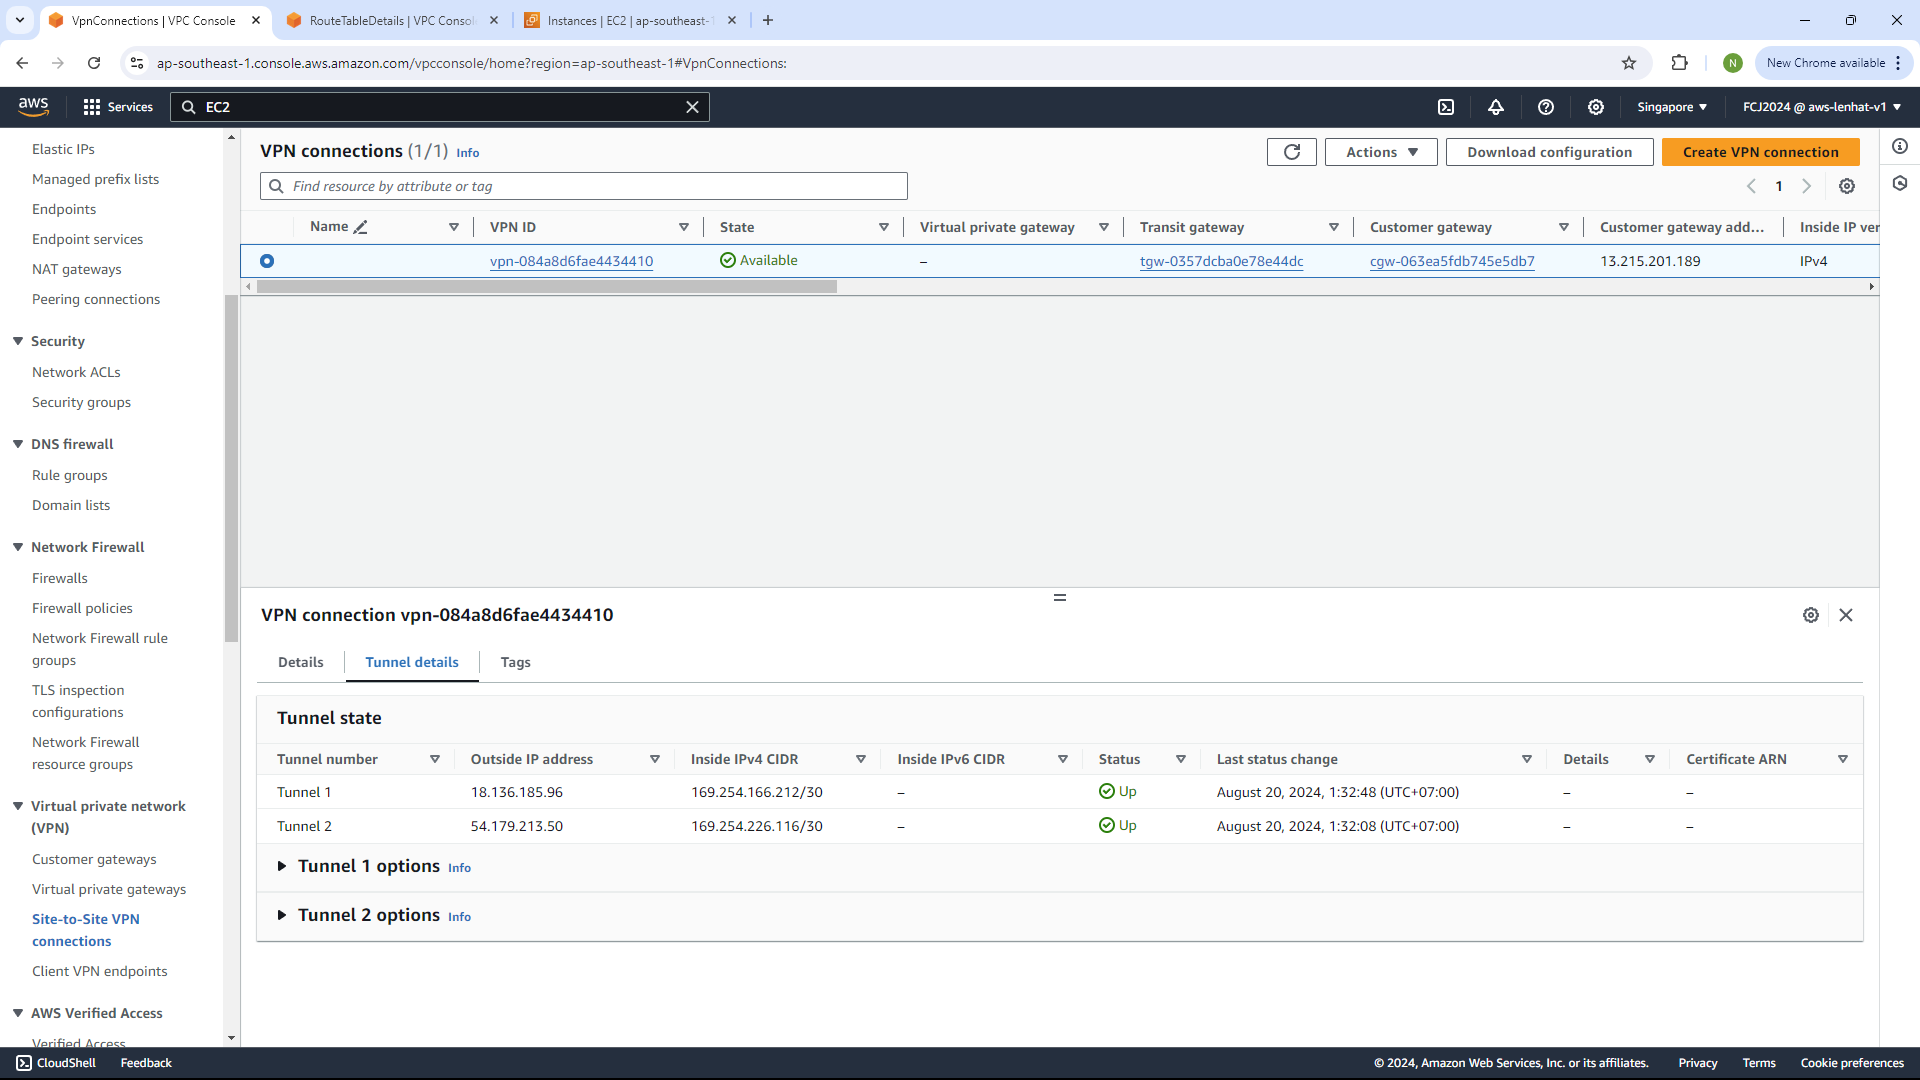 VpnConnections | VPC Console
RouteTableDetails | VPC Consol
Instances | EC2 | ap-southeast-
ap-southeast-1.console.aws.amazon.com/vpcconsole/home?region=ap-southeast-1#VpnConnections:
N
New Chrome available
aws
Services
EC2
Singapore
FCJ2024 @ aws-lenhat-v1
Elastic IPs
Managed prefix lists
Endpoints
Endpoint services
NAT gateways
Peering connections
Security
Network ACLs
Security groups
DNS firewall
Rule groups
Domain lists
Network Firewall
Firewalls
Firewall policies
Network Firewall rule
groups
TLS inspection
configurations
Network Firewall
resource groups
Virtual private network
(VPN)
Customer gateways
Virtual private gateways
Site-to-Site VPN
connections
Client VPN endpoints
AWS Verified Access
Verified Access
VPN connections (1/1) Info
Actions
Download configuration
Create VPN connection
Find resource by attribute or tag
1
Name VPN ID State Virtual private gateway Transit gateway Customer gateway Customer gateway add... Inside IP ver
vpn-084a8d6fae4434410 Available – tgw-0357dcba0e78e44dc cgw-063ea5fdb745e5db7 13.215.201.189 IPv4
VPN connection vpn-084a8d6fae4434410
Details Tunnel details Tags
Tunnel state
Tunnel number Outside IP address Inside IPv4 CIDR Inside IPv6 CIDR Status Last status change Details Certificate ARN
Tunnel 1 18.136.185.96 169.254.166.212/30 – Up August 20, 2024, 1:32:48 (UTC+07:00) – –
Tunnel 2 54.179.213.50 169.254.226.116/30 – Up August 20, 2024, 1:32:08 (UTC+07:00) – –
Tunnel 1 options Info
Tunnel 2 options Info
CloudShell Feedback © 2024, Amazon Web Services, Inc. or its affiliates. Privacy Terms Cookie preferences